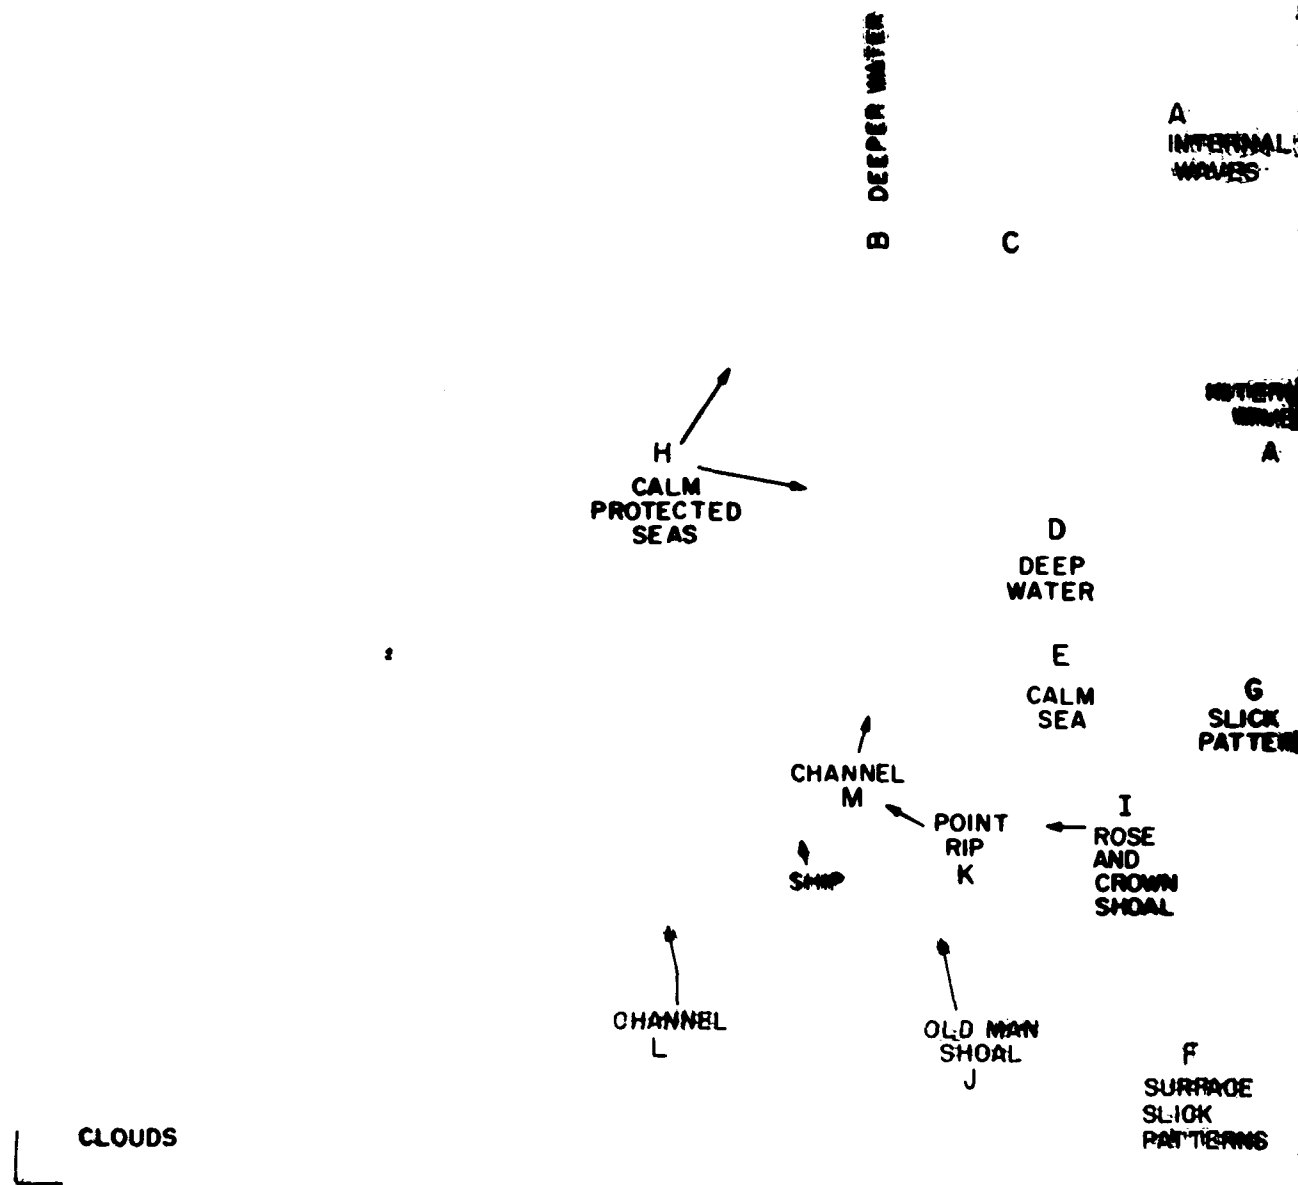 DEEPER WATER
B
C
A
INTERNAL
WAVES
A
H
CALM
PROTECTED
SEAS
D
DEEP
WATER
E
CALM
SEA
G
SLICK
CHANNEL
M
POINT
RIP
K
I
ROSE
AND
CROWN
SHOAL
SHIP
CHANNEL
L
OLD MAN
SHOAL
J
F
SURFACE
SLICK
PATTERNS
CLOUDS